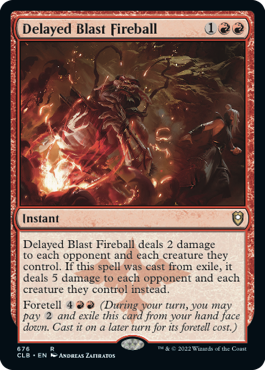 Delayed Blast Fireball 1
Instant
Delayed Blast Fireball deals 2 damage
to each opponent and each creature they
control. If this spell was cast from exile, it
deals 5 damage to each opponent and each
creature they control instead.
Foretell 4 (During your turn, you may
pay 2 and exile this card from your hand face
down. Cast it on a later turn for its foretell cost.)
676 R
CLB • EN ANDREAS ZAFIRATOS ™ & © 2022 Wizards of the Coast